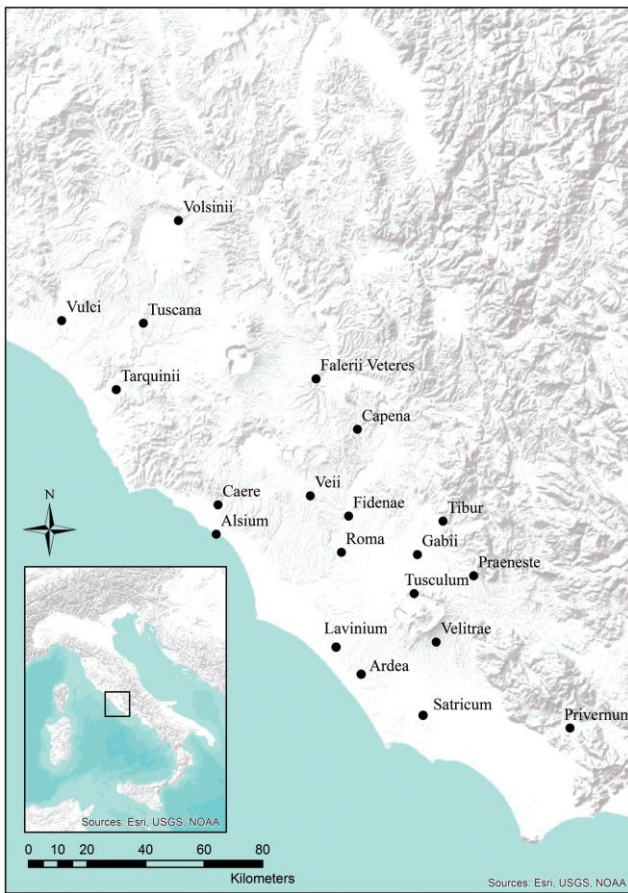 Volsinii
Vulci
Tuscana
Falerii Veteres
Tarquinii
Capena
Veii
Caere
Fidenae
Tibur
Alsium
N
Roma
Gabii
Praeneste
Tusculum
Lavinium
Velitrae
Ardea
Satricum
Privernum
Sources: Esri, USGS, NOAA
0 10 20 40 60 80
Kilometers
Sources: Esri, USGS, NOAA